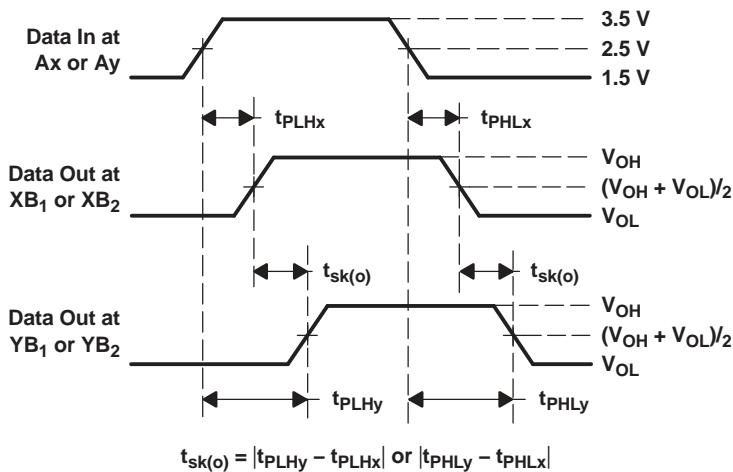 3.5 V
Data In at
Ax or Ay
2.5 V
1.5 V
tPLHx
tPHLx
Data Out at
XB1 or XB2
VOH
(VOH + VOL)/2
VOL
tsk(o)
tsk(o)
Data Out at
YB1 or YB2
VOH
(VOH + VOL)/2
VOL
tPLHy
tPHLy
tsk(o) = |tPLHy – tPLHx| or |tPHLy – tPHLx|